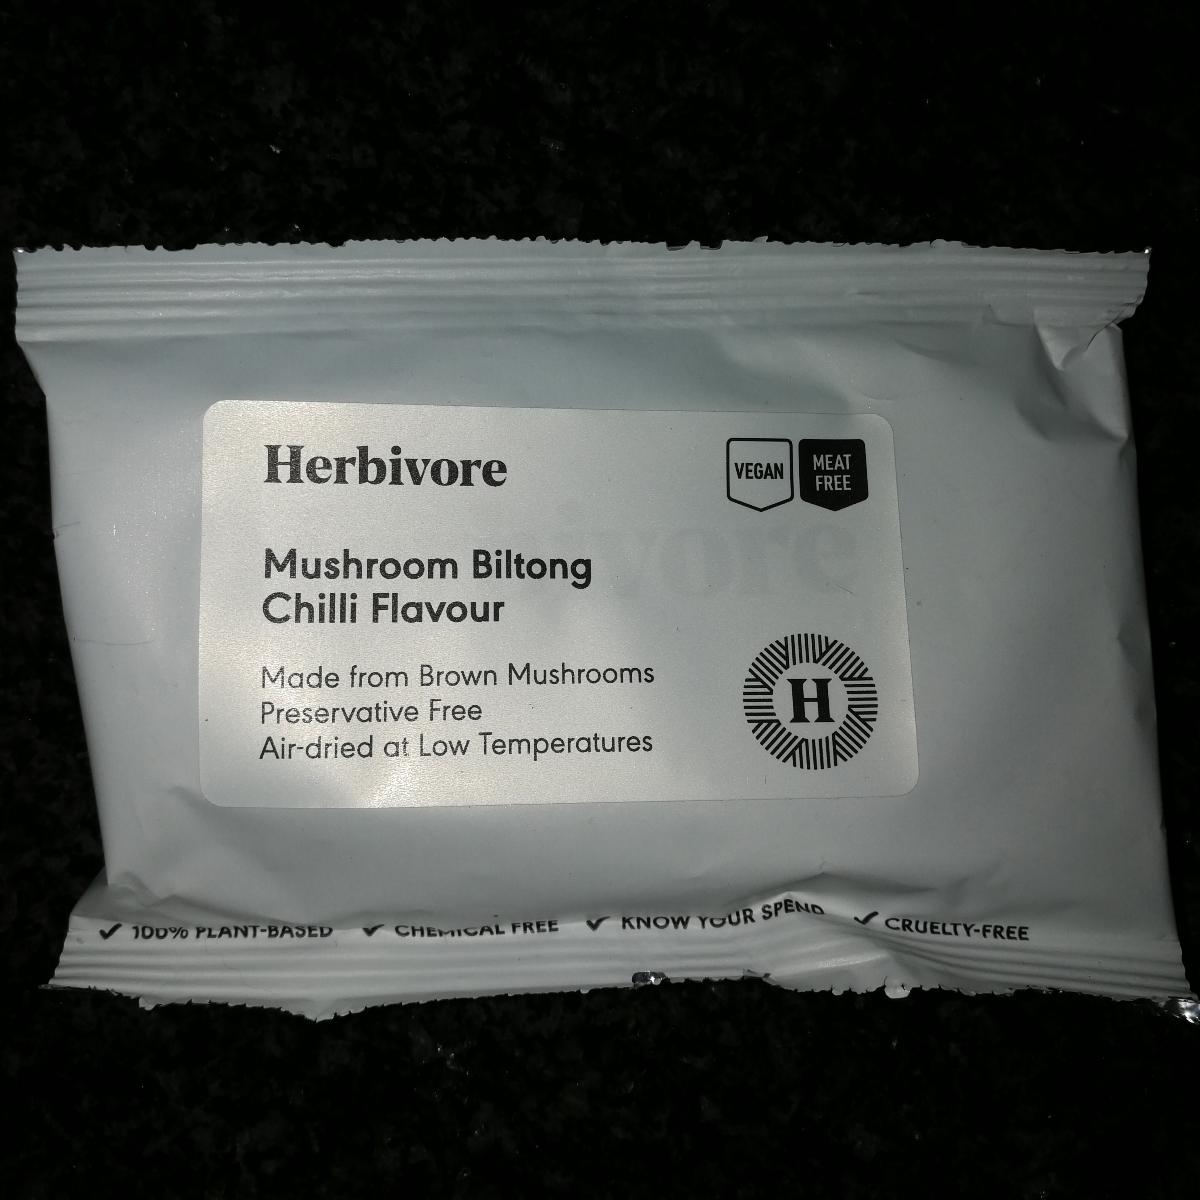 Herbivore
VEGAN
MEAT
FREE
Mushroom Biltong
Chilli Flavour
Made from Brown Mushrooms
Preservative Free
Air-dried at Low Temperatures
H
✓ 100% PLANT-BASED ✓ CHEMICAL FREE ✓ KNOW YOUR SPEND ✓ CRUELTY-FREE